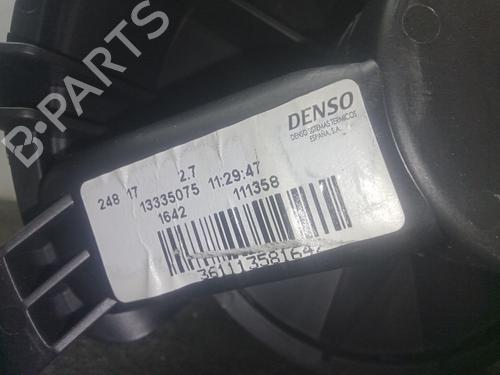 B-PARTS
DENSO
DENSO SISTEMAS TERMICOS
ESPAÑA, S.A.
248 17 2.7
13335075 11:29:47
1642 111358